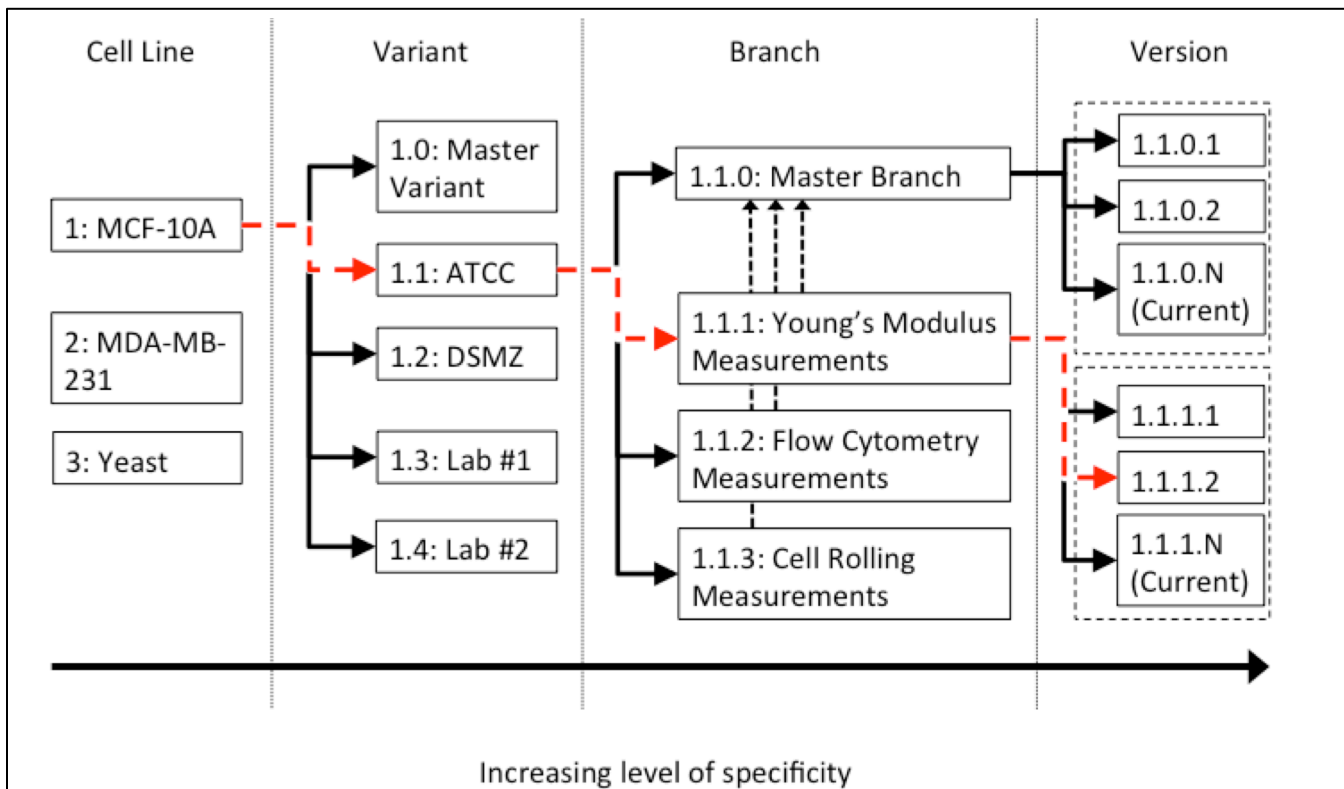 Cell Line
Variant
Branch
Version
1: MCF-10A
2: MDA-MB-
231
3: Yeast
1.0: Master
Variant
1.1: ATCC
1.2: DSMZ
1.3: Lab #1
1.4: Lab #2
1.1.0: Master Branch
1.1.1: Young’s Modulus
Measurements
1.1.2: Flow Cytometry
Measurements
1.1.3: Cell Rolling
Measurements
1.1.0.1
1.1.0.2
1.1.0.N
(Current)
1.1.1.1
1.1.1.2
1.1.1.N
(Current)
Increasing level of specificity